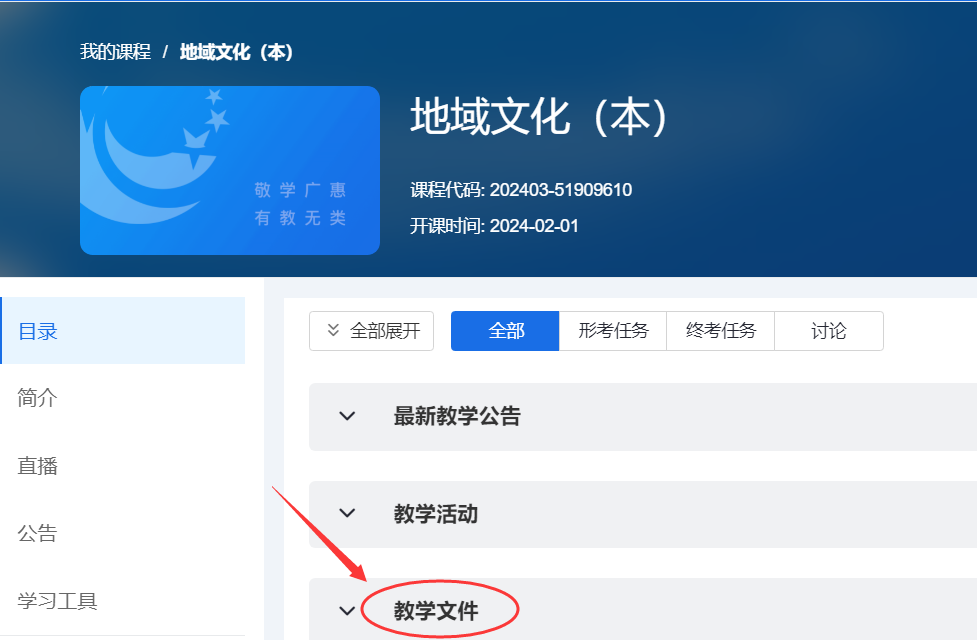 我的课程 / 地域文化（本）
敬学广惠
有教无类
地域文化（本）
课程代码: 202403-51909610
开课时间: 2024-02-01
目录
简介
直播
公告
学习工具
全部展开 全部 形考任务 终考任务 讨论
最新教学公告
教学活动
教学文件